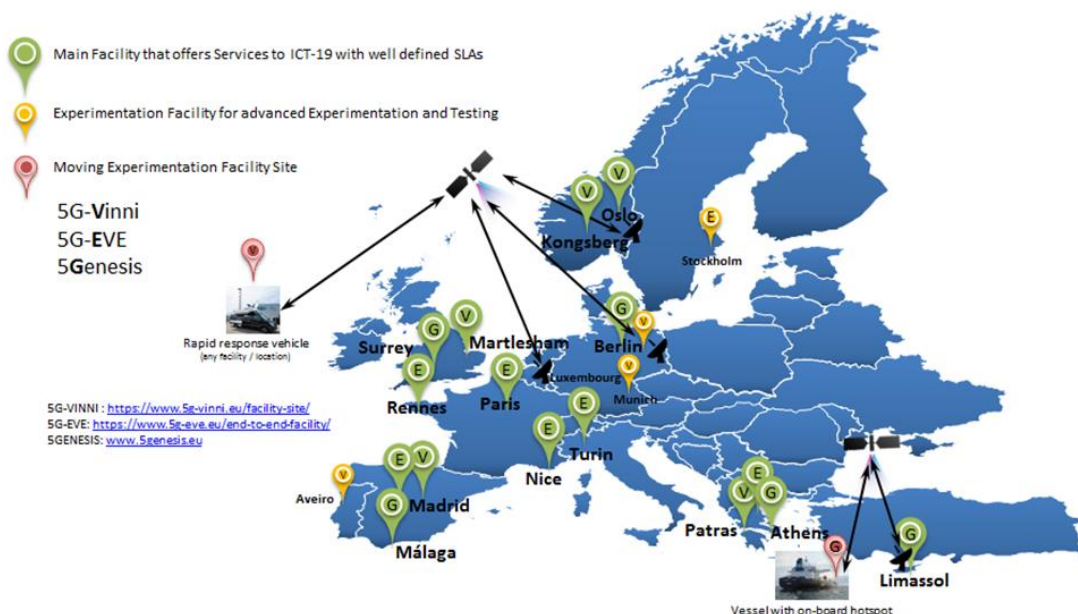 Main Facility that offers Services to ICT-19 with well defined SLAs
Experimentation Facility for advanced Experimentation and Testing
Moving Experimentation Facility Site
5G-Vinni
5G-EVE
5Genesis
V
V
Oslo
Kongsberg
E
Stockholm
V
Rapid response vehicle
(any facility / location)
G
V
Martlesham
Surrey
G
V
Berlin
E
Rennes
E
Paris
Luxembourg
V
Munich
5G-VINNI : https://www.5g-vinni.eu/facility-site/
5G-EVE: https://www.5g-eve.eu/end-to-end-facility/
5GENESIS: www.5genesis.eu
E
Turin
E
Nice
V
Aveiro
E
V
Madrid
G
Málaga
E
V
G
Patras
Athens
G
Limassol
G
Vessel with on-board hotspot